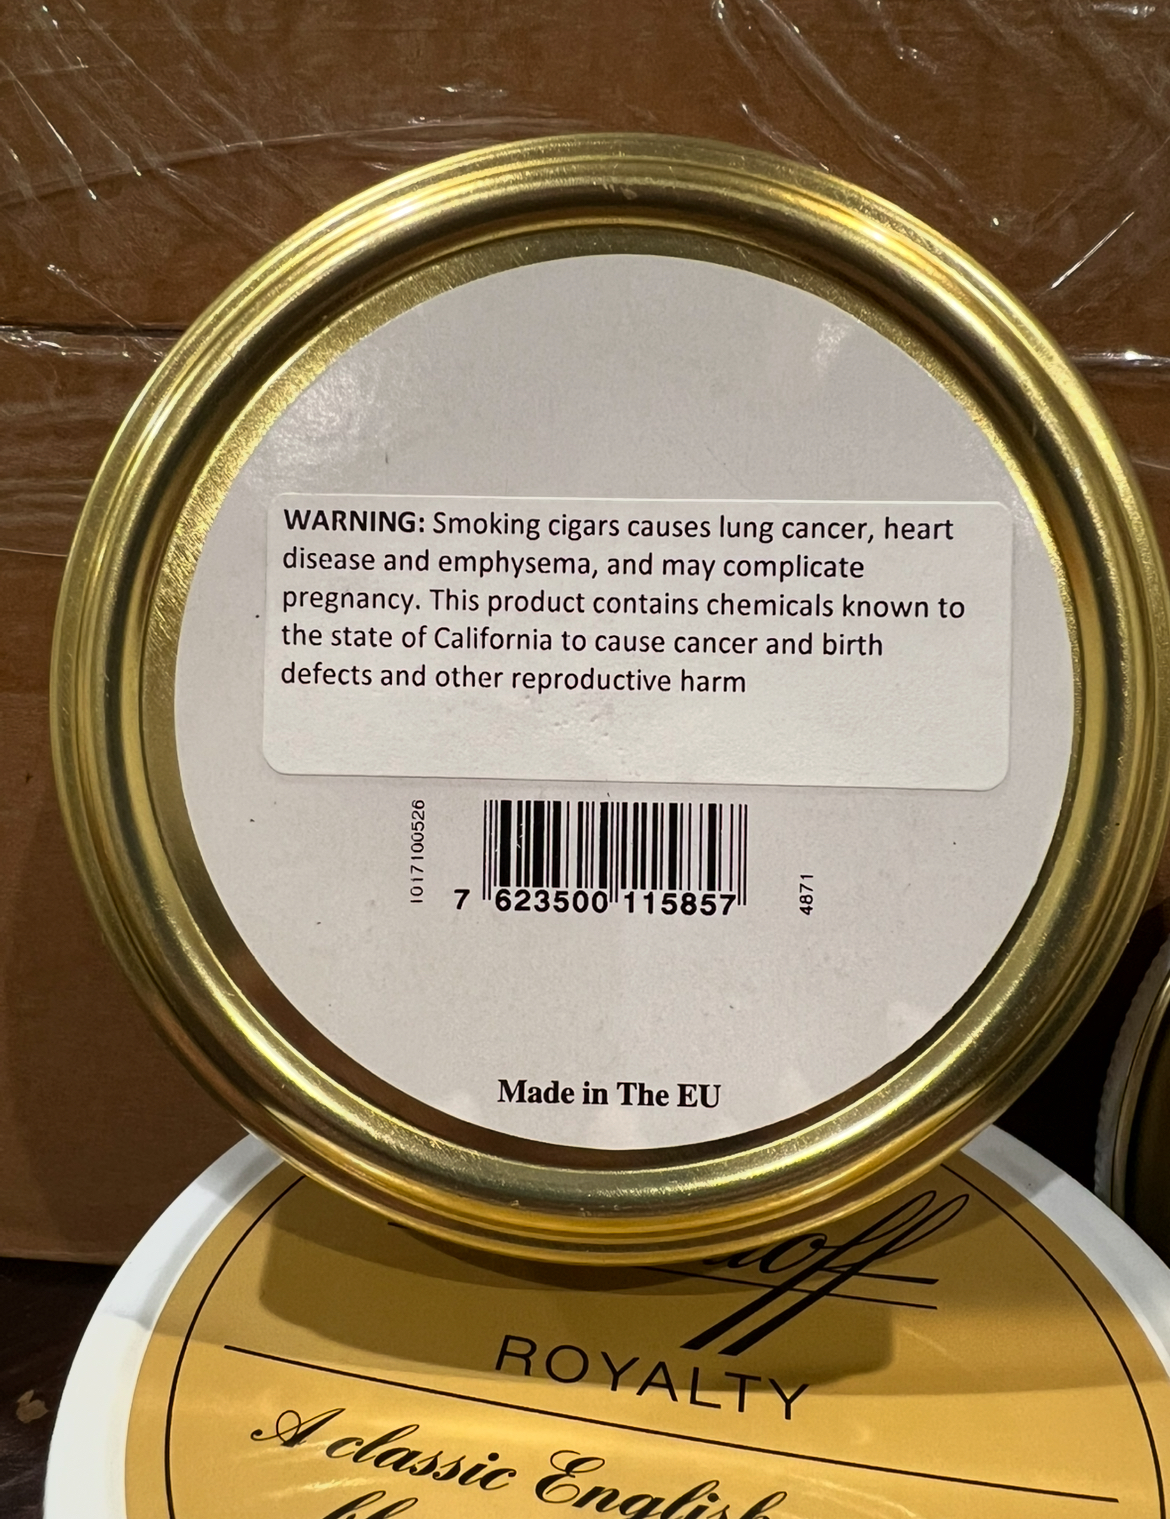 WARNING: Smoking cigars causes lung cancer, heart
disease and emphysema, and may complicate
pregnancy. This product contains chemicals known to
the state of California to cause cancer and birth
defects and other reproductive harm
1017100526
7 623500 115857
4871
Made in The EU
ROYALTY
A classic English